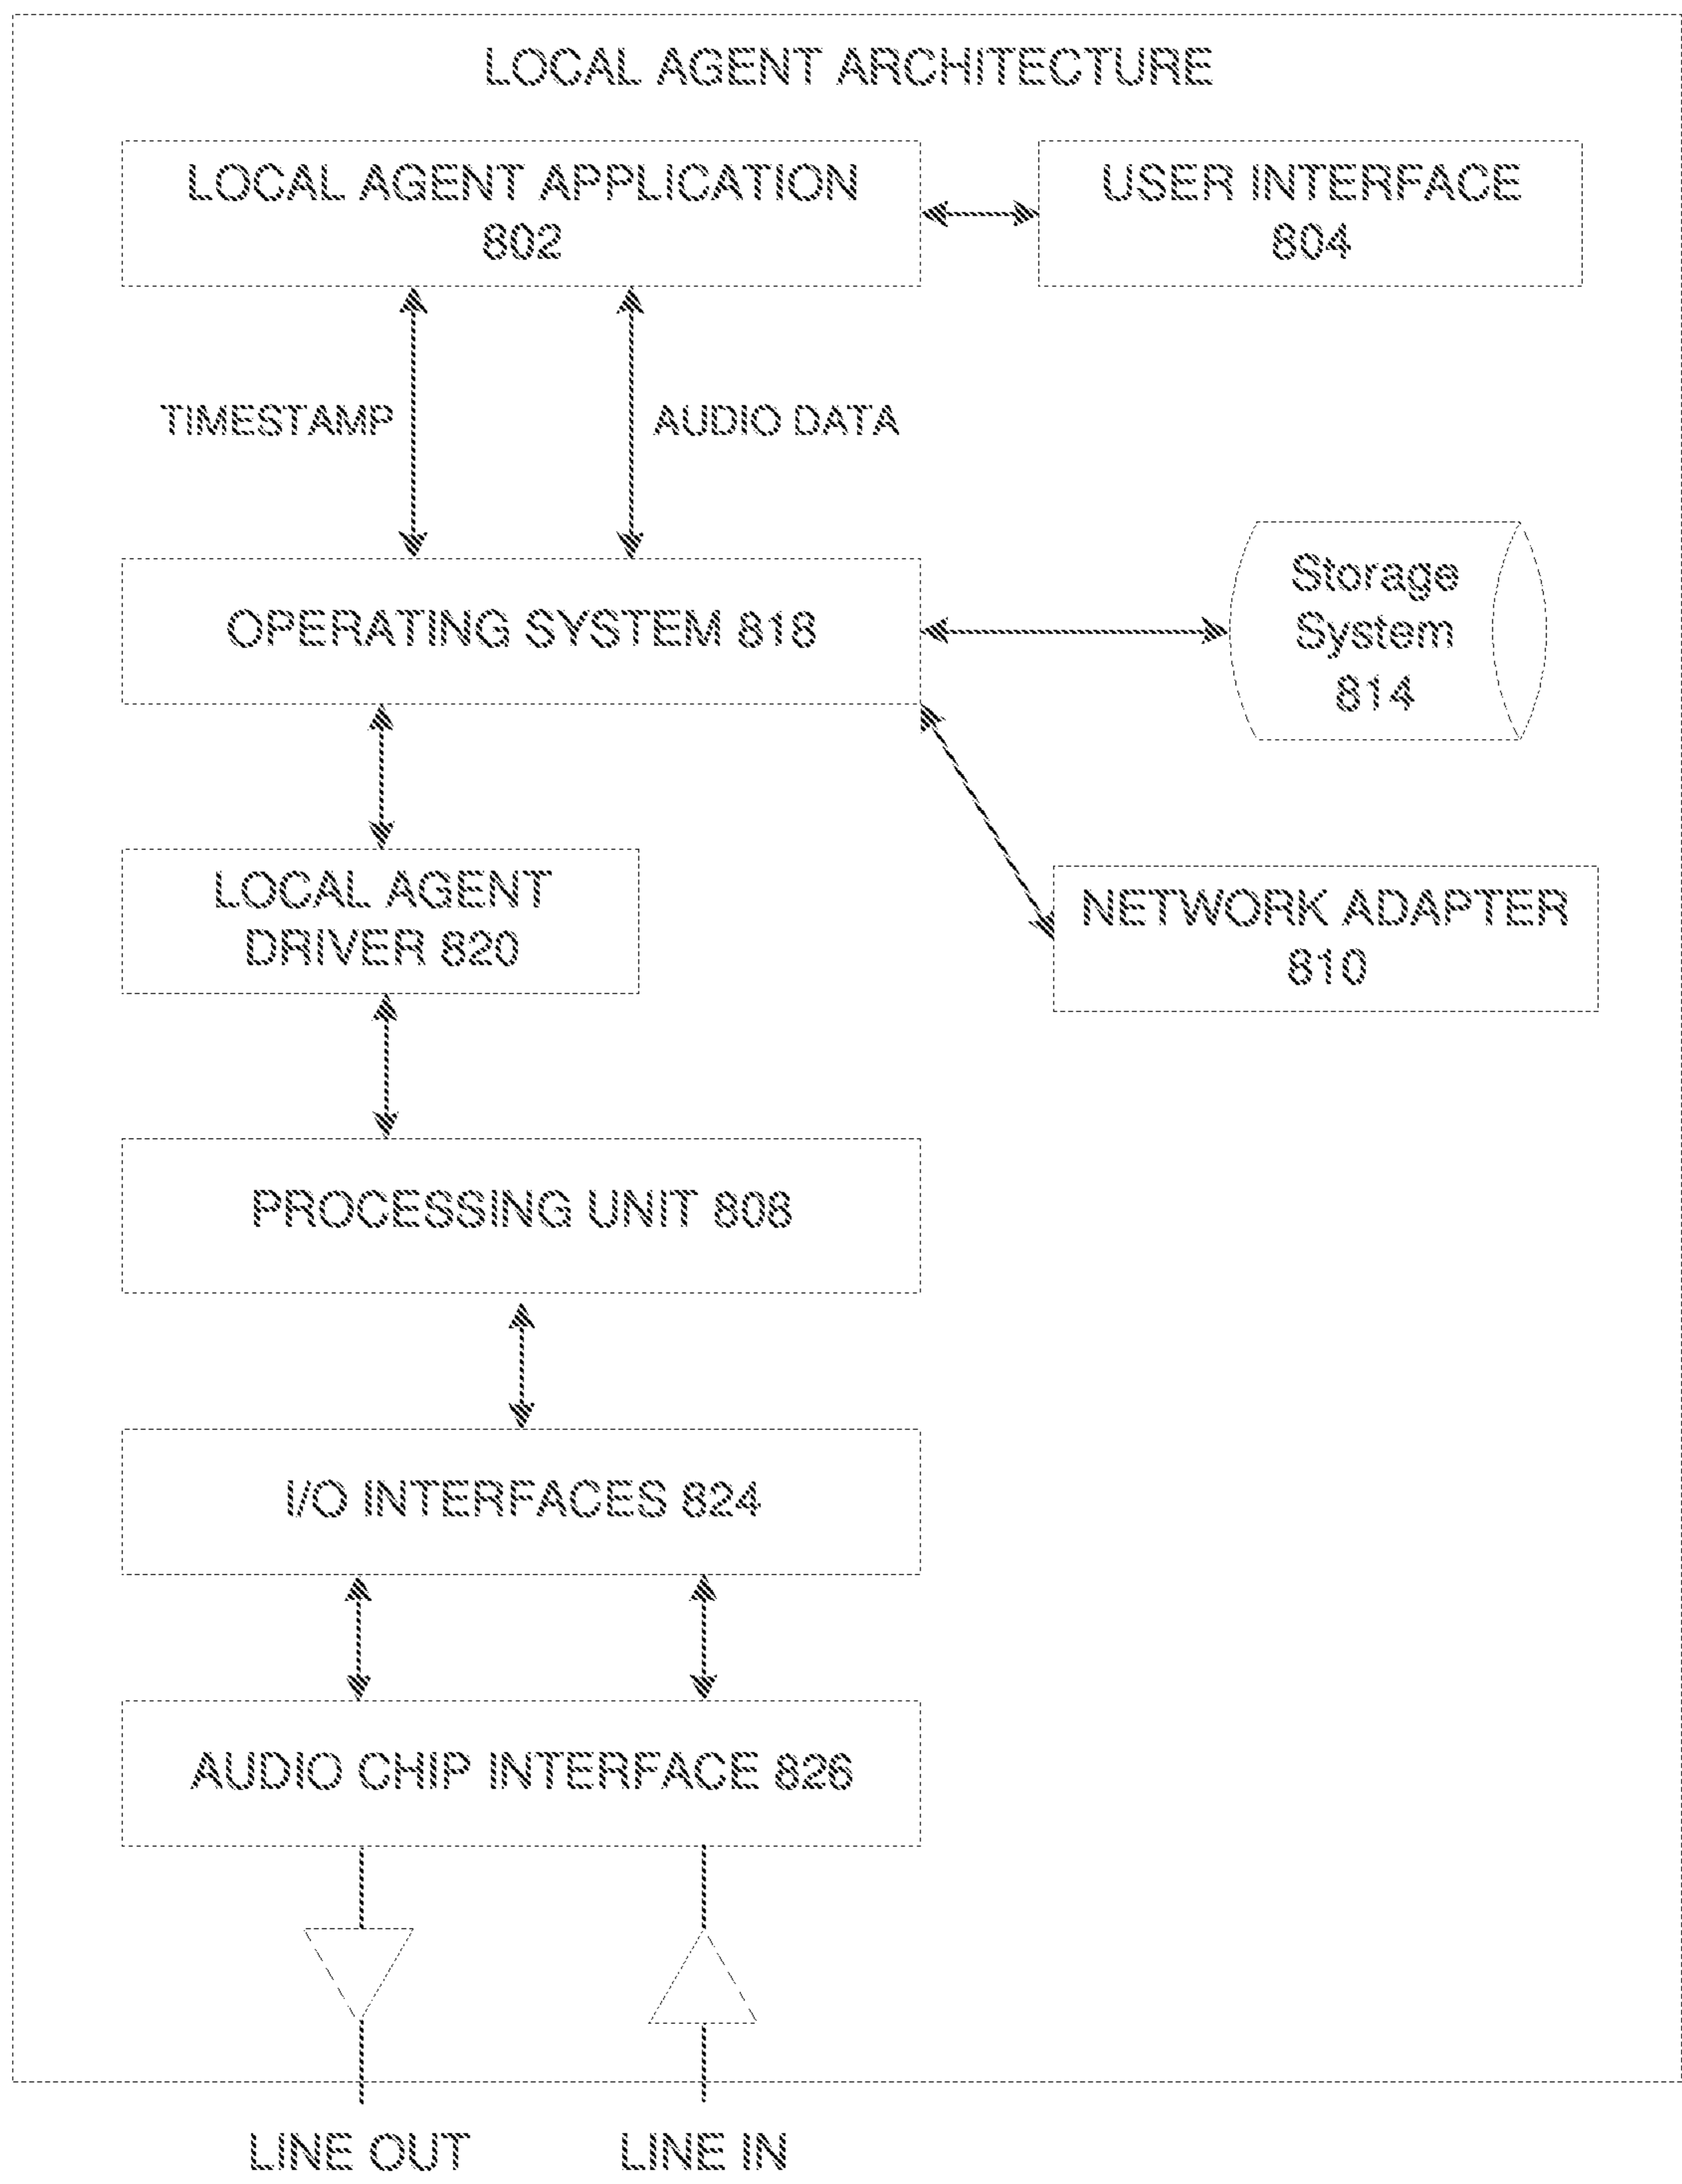 LOCAL AGENT ARCHITECTURE
LOCAL AGENT APPLICATION
802
USER INTERFACE
804
TIMESTAMP
AUDIO DATA
OPERATING SYSTEM 818
Storage
System
814
LOCAL AGENT
DRIVER 820
NETWORK ADAPTER
810
PROCESSING UNIT 808
I/O INTERFACES 824
AUDIO CHIP INTERFACE 826
LINE OUT
LINE IN